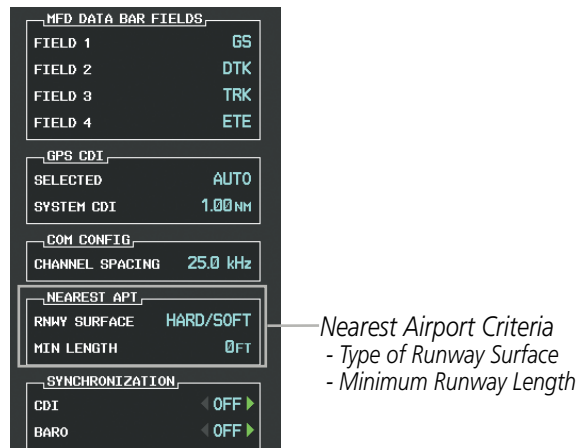 MFD DATA BAR FIELDS
FIELD 1 GS
FIELD 2 DTK
FIELD 3 TRK
FIELD 4 ETE
GPS CDI
SELECTED AUTO
SYSTEM CDI 1.00NM
COM CONFIG
CHANNEL SPACING 25.0 kHz
NEAREST APT
RNWY SURFACE HARD/SOFT
MIN LENGTH 0FT
SYNCHRONIZATION
CDI OFF
BARO OFF
Nearest Airport Criteria
- Type of Runway Surface
- Minimum Runway Length